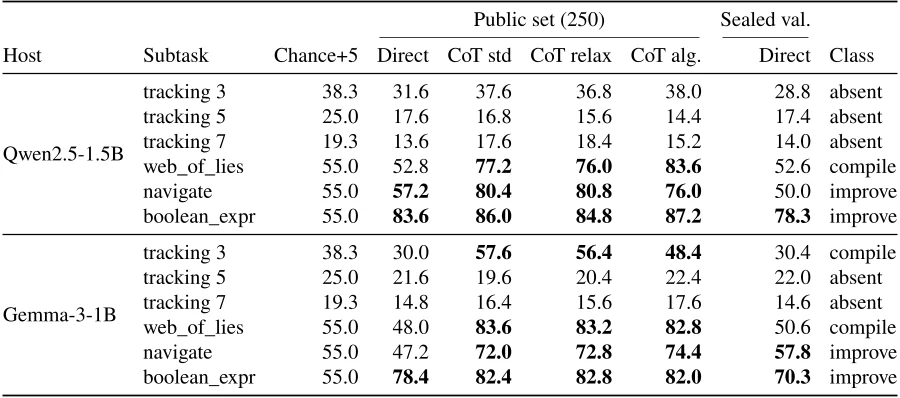 Public set (250) Sealed val.
Host Subtask Chance+5 Direct CoT std CoT relax CoT alg. Direct Class
tracking 3 38.3 31.6 37.6 36.8 38.0 28.8 absent
tracking 5 25.0 17.6 16.8 15.6 14.4 17.4 absent
tracking 7 19.3 13.6 17.6 18.4 15.2 14.0 absent
Qwen2.5-1.5B
web_of_lies 55.0 52.8 77.2 76.0 83.6 52.6 compile
navigate 55.0 57.2 80.4 80.8 76.0 50.0 improve
boolean_expr 55.0 83.6 86.0 84.8 87.2 78.3 improve
tracking 3 38.3 30.0 57.6 56.4 48.4 30.4 compile
tracking 5 25.0 21.6 19.6 20.4 22.4 22.0 absent
tracking 7 19.3 14.8 16.4 15.6 17.6 14.6 absent
Gemma-3-1B
web_of_lies 55.0 48.0 83.6 83.2 82.8 50.6 compile
navigate 55.0 47.2 72.0 72.8 74.4 57.8 improve
boolean_expr 55.0 78.4 82.4 82.8 82.0 70.3 improve